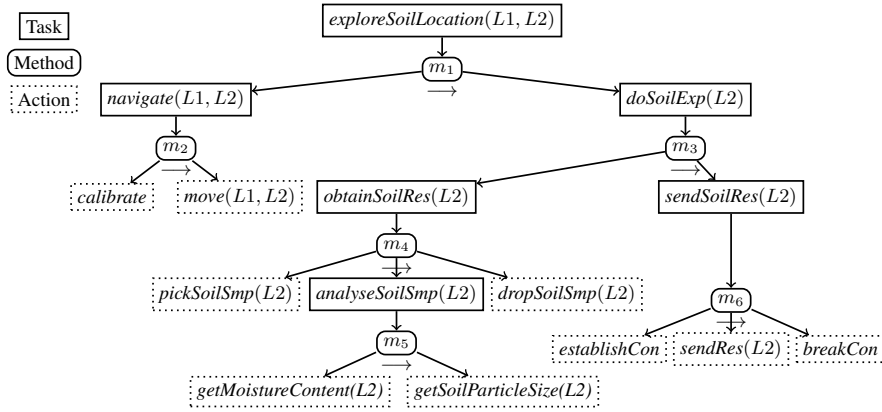 Task
Method
Action
exploreSoilLocation(L1, L2)
m1
navigate(L1, L2)
doSoilExp(L2)
m2
m3
calibrate
move(L1, L2)
obtainSoilRes(L2)
sendSoilRes(L2)
m4
pickSoilSmp(L2)
analyseSoilSmp(L2)
dropSoilSmp(L2)
m6
m5
establishCon
sendRes(L2)
breakCon
getMoistureContent(L2)
getSoilParticleSize(L2)